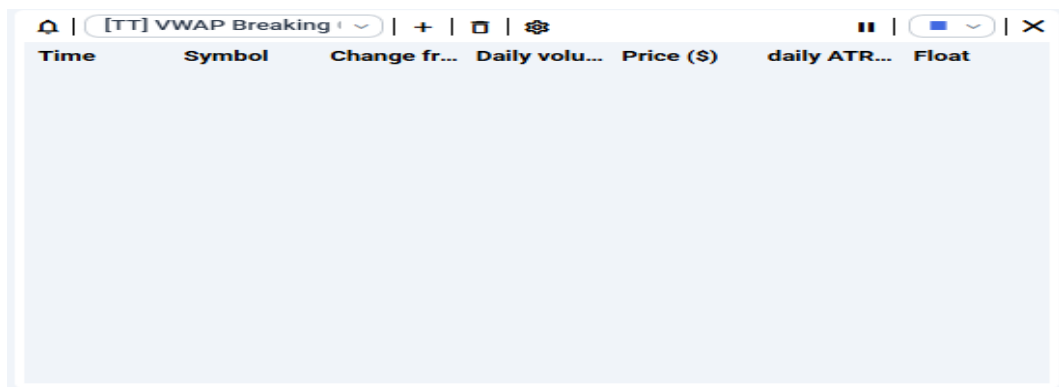 [TT] VWAP Breaking
Time Symbol Change fr... Daily volu... Price ($) daily ATR... Float